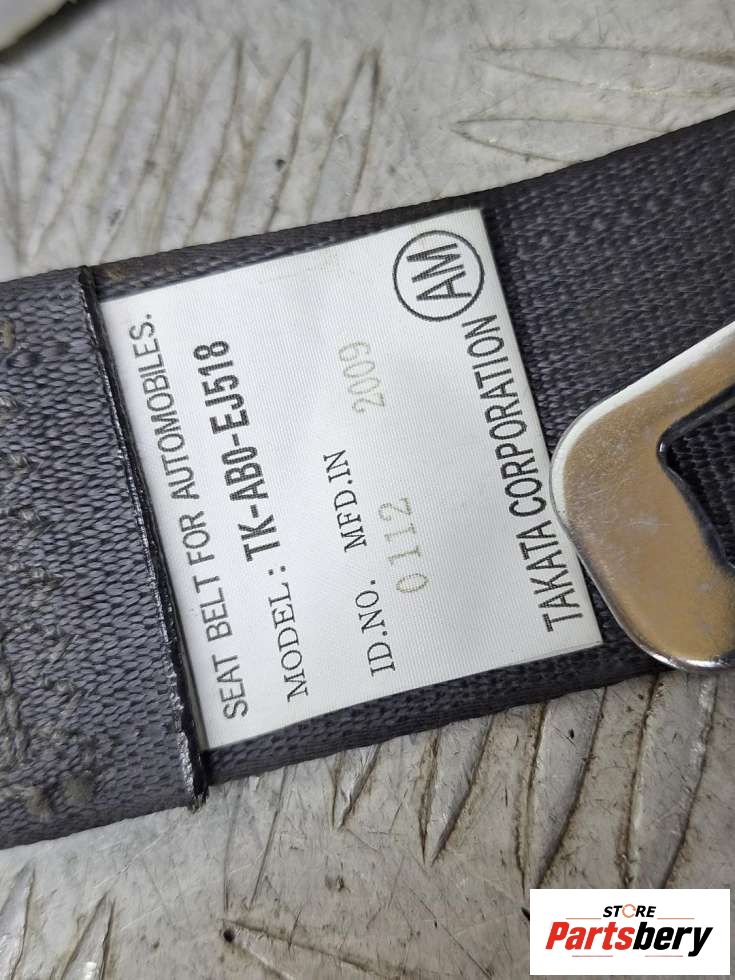 SEAT BELT FOR AUTOMOBILES.
MODEL : TK-AB0-EJ518
ID.NO. MFD.IN
0112 2009
TAKATA CORPORATION AM
STORE
Partsbery